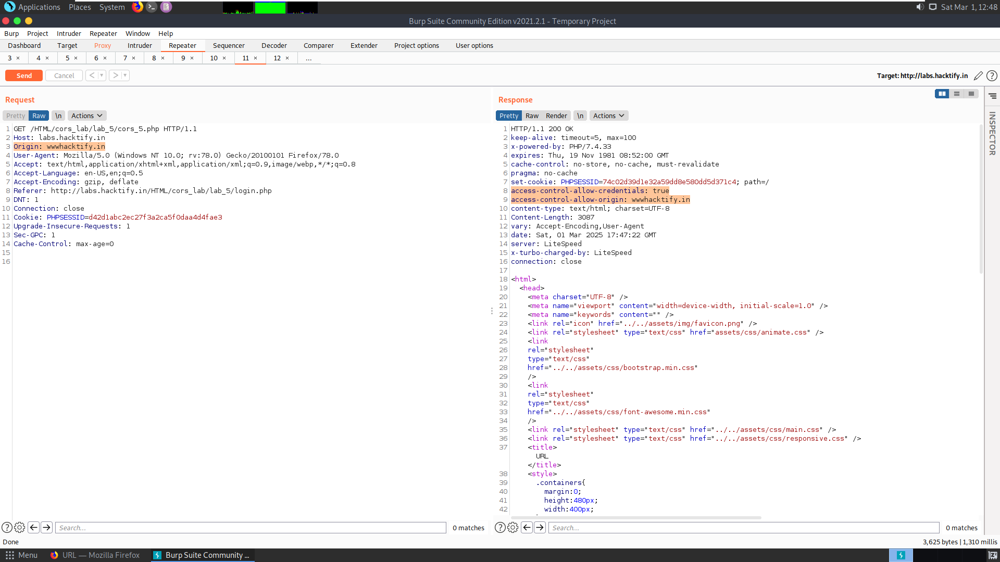 Applications Places System Sat Mar 1, 12:48
Burp Suite Community Edition v2021.2.1 - Temporary Project
Burp Project Intruder Repeater Window Help
Dashboard Target Proxy Intruder Repeater Sequencer Decoder Comparer Extender Project options User options
3 × 4 × 5 × 6 × 7 × 8 × 9 × 10 × 11 × 12 × ...
Send Cancel < > Target: http://labs.hacktify.in ?
Request
Pretty Raw \n Actions
1 GET /HTML/cors_lab/lab_5/cors_5.php HTTP/1.1
2 Host: labs.hacktify.in
3 Origin: wwwhacktify.in
4 User-Agent: Mozilla/5.0 (Windows NT 10.0; rv:78.0) Gecko/20100101 Firefox/78.0
5 Accept: text/html,application/xhtml+xml,application/xml;q=0.9,image/webp,*/*;q=0.8
6 Accept-Language: en-US,en;q=0.5
7 Accept-Encoding: gzip, deflate
8 Referer: http://labs.hacktify.in/HTML/cors_lab/lab_5/login.php
9 DNT: 1
10 Connection: close
11 Cookie: PHPSESSID=d42d1abc2ec27f3a2ca5f0daa4d4fae3
12 Upgrade-Insecure-Requests: 1
13 Sec-GPC: 1
14 Cache-Control: max-age=0
15
16
? Search... 0 matches
Response
Pretty Raw Render \n Actions
1 HTTP/1.1 200 OK
2 keep-alive: timeout=5, max=100
3 x-powered-by: PHP/7.4.33
4 expires: Thu, 19 Nov 1981 08:52:00 GMT
5 cache-control: no-store, no-cache, must-revalidate
6 pragma: no-cache
7 set-cookie: PHPSESSID=74c02d39d1e32a59dd8e580dd5d371c4; path=/
8 access-control-allow-credentials: true
9 access-control-allow-origin: wwwhacktify.in
10 content-type: text/html; charset=UTF-8
11 Content-Length: 3087
12 vary: Accept-Encoding,User-Agent
13 date: Sat, 01 Mar 2025 17:47:22 GMT
14 server: LiteSpeed
15 x-turbo-charged-by: LiteSpeed
16 connection: close
17
18 <html>
19 <head>
20 <meta charset="UTF-8" />
21 <meta name="viewport" content="width=device-width, initial-scale=1.0" />
22 <meta name="keywords" content="" />
23 <link rel="icon" href="../../assets/img/favicon.png" />
24 <link rel="stylesheet" type="text/css" href="assets/css/animate.css" />
25 <link
26 rel="stylesheet"
27 type="text/css"
28 href="../../assets/css/bootstrap.min.css"
29 />
30 <link
31 rel="stylesheet"
32 type="text/css"
33 href="../../assets/css/font-awesome.min.css"
34 />
35 <link rel="stylesheet" type="text/css" href="../../assets/css/main.css" />
36 <link rel="stylesheet" type="text/css" href="../../assets/css/responsive.css" />
37 <title>
URL
</title>
38 <style>
39 .containers{
40 margin:0;
41 height:480px;
42 width:400px;
? Search... 0 matches
INSPECTOR
Done 3,625 bytes | 1,310 millis
Menu URL — Mozilla Firefox Burp Suite Community ...